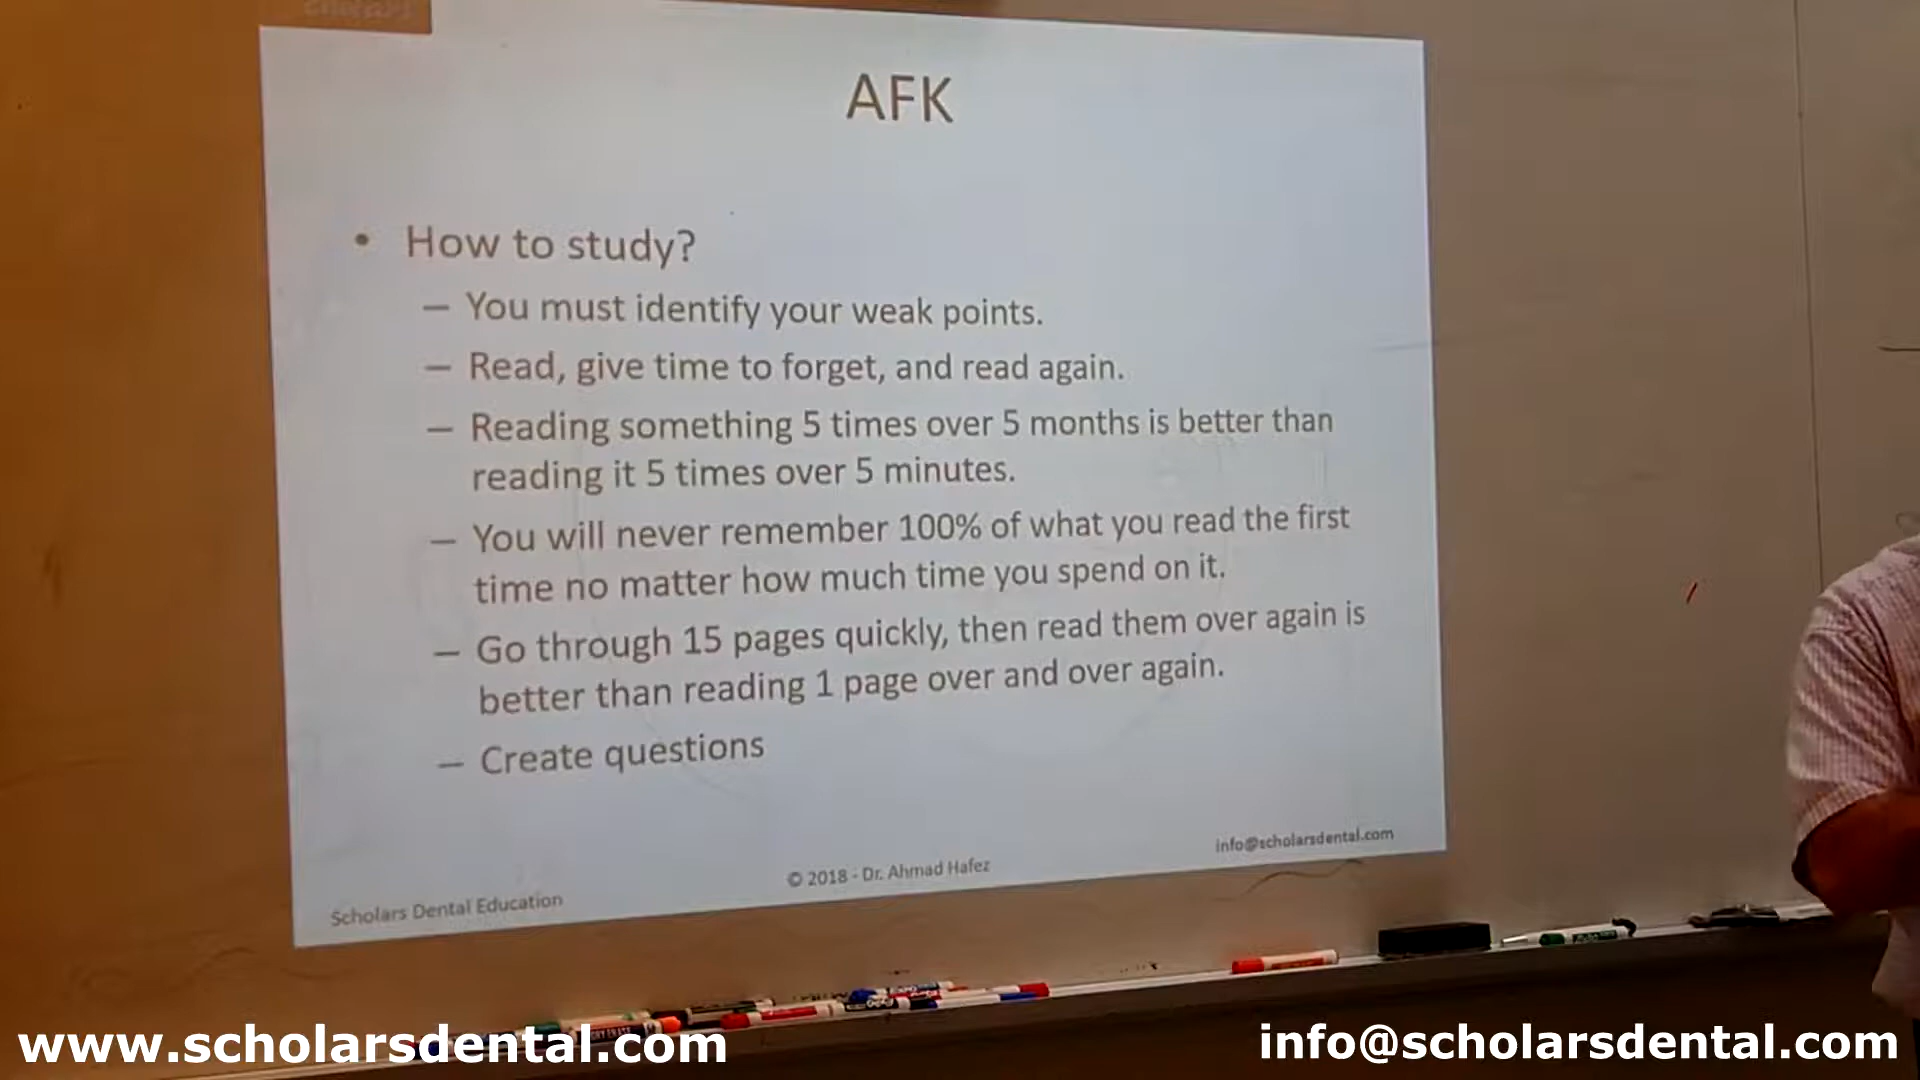 Scholars
AFK
• How to study?
– You must identify your weak points.
– Read, give time to forget, and read again.
– Reading something 5 times over 5 months is better than
reading it 5 times over 5 minutes.
– You will never remember 100% of what you read the first
time no matter how much time you spend on it.
– Go through 15 pages quickly, then read them over again is
better than reading 1 page over and over again.
– Create questions
Scholars Dental Education
© 2018 - Dr. Ahmad Hafez
info@scholarsdental.com
EXPO
www.scholarsdental.com
info@scholarsdental.com